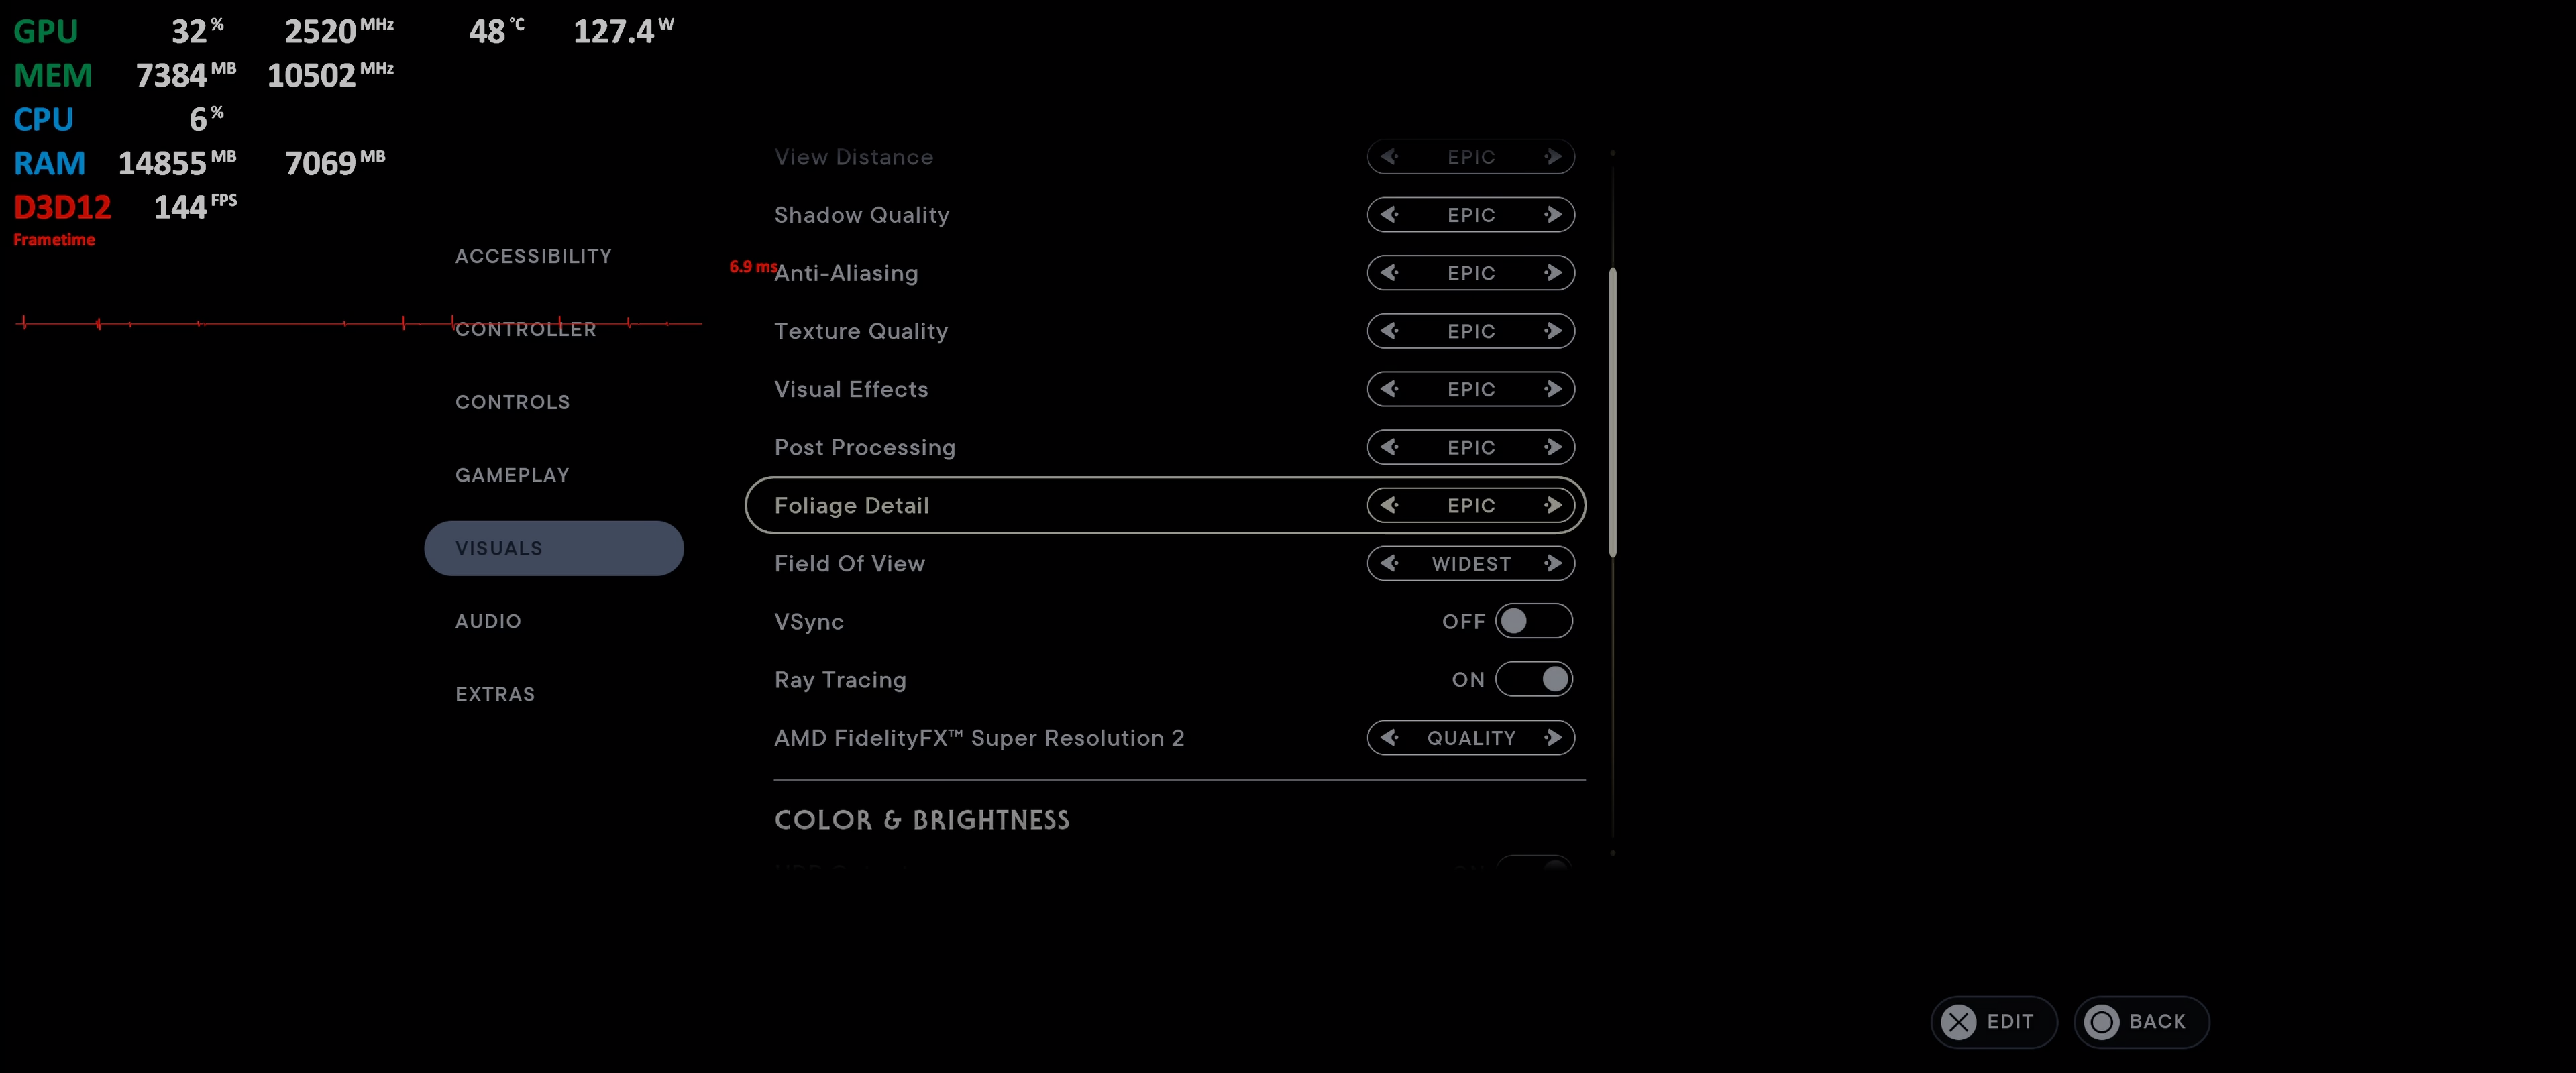 GPU 32 % 2520 MHz 48 °C 127.4 W
MEM 7384 MB 10502 MHz
CPU 6 %
RAM 14855 MB 7069 MB
D3D12 144 FPS
Frametime
6.9 ms
ACCESSIBILITY
CONTROLLER
CONTROLS
GAMEPLAY
VISUALS
AUDIO
EXTRAS
View Distance EPIC
Shadow Quality EPIC
Anti-Aliasing EPIC
Texture Quality EPIC
Visual Effects EPIC
Post Processing EPIC
Foliage Detail EPIC
Field Of View WIDEST
VSync OFF
Ray Tracing ON
AMD FidelityFX™ Super Resolution 2 QUALITY
COLOR & BRIGHTNESS
EDIT BACK